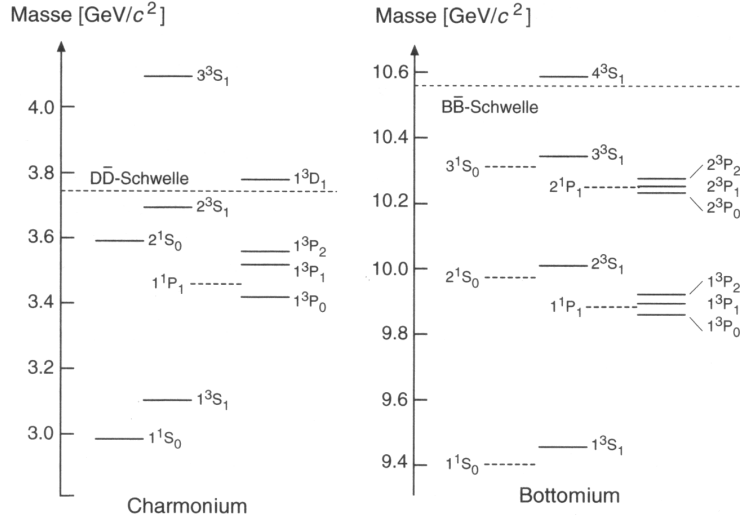 Masse [GeV/c²]
4.0
3.8
3.6
3.4
3.2
3.0
3³S₁
DD̄-Schwelle
1³D₁
2³S₁
2¹S₀
1³P₂
1³P₁
1¹P₁
1³P₀
1³S₁
1¹S₀
Charmonium
Masse [GeV/c²]
10.6
10.4
10.2
10.0
9.8
9.6
9.4
4³S₁
BB̄-Schwelle
3³S₁
3¹S₀
2³P₂
2¹P₁
2³P₁
2³P₀
2³S₁
2¹S₀
1³P₂
1¹P₁
1³P₁
1³P₀
1³S₁
1¹S₀
Bottomium